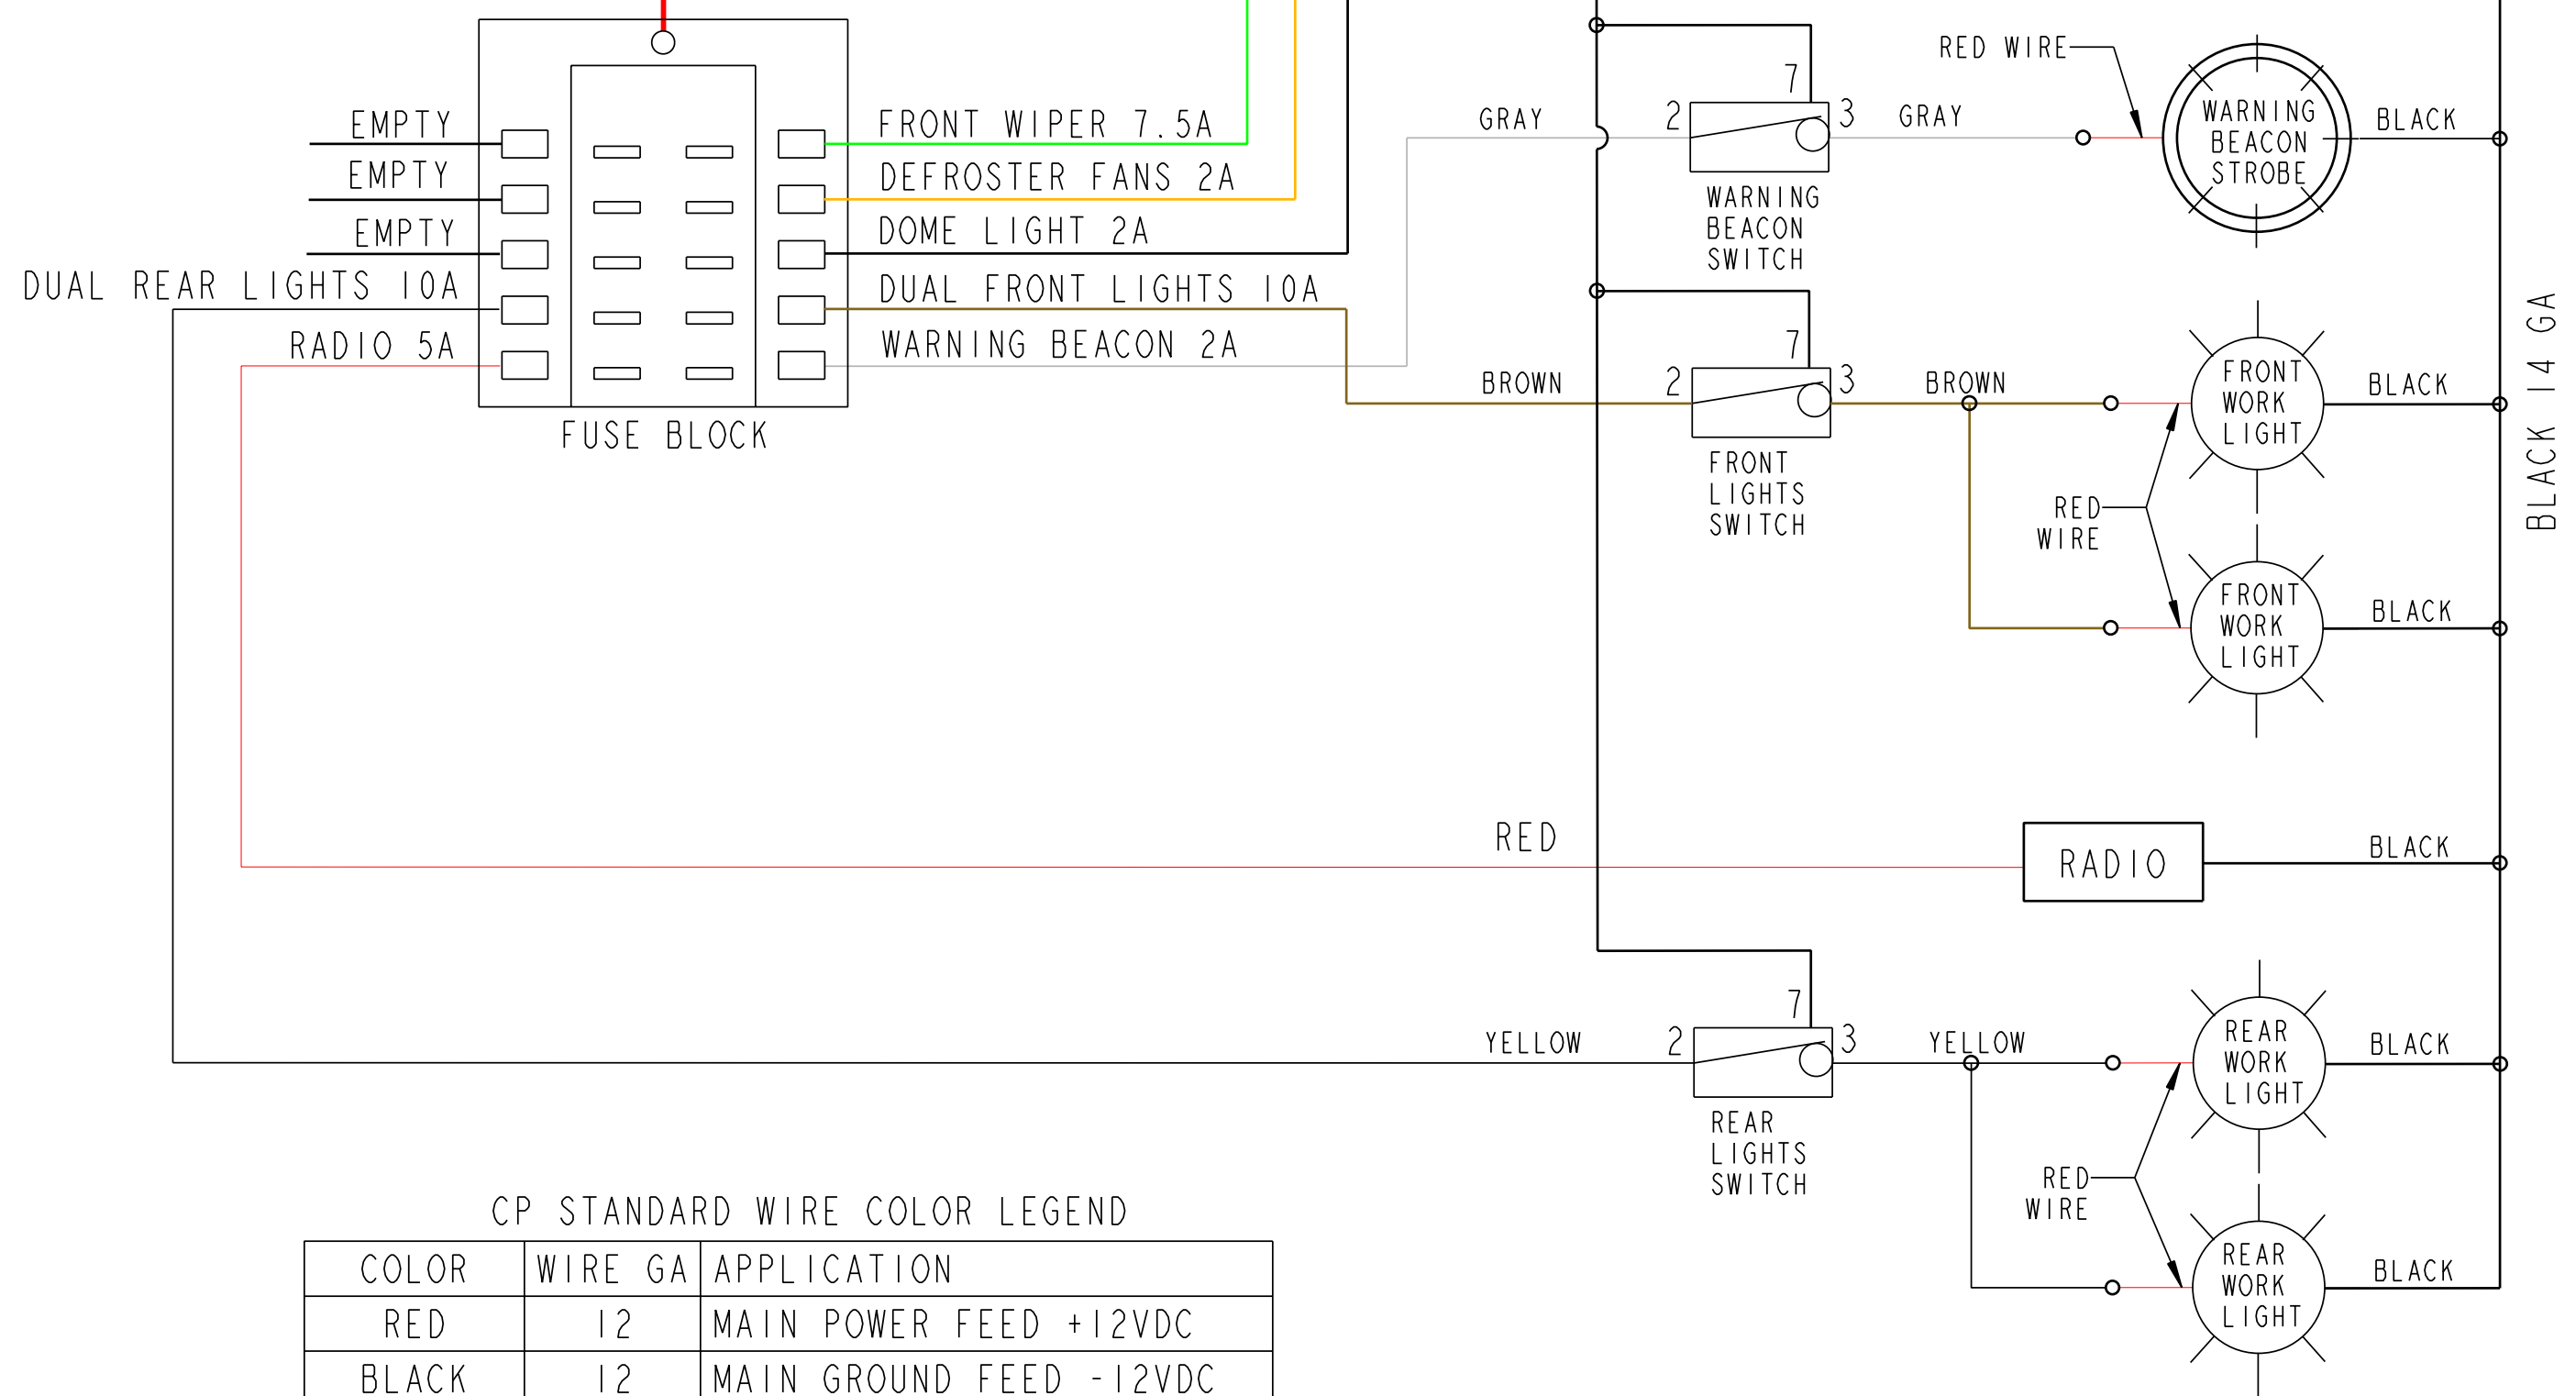 EMPTY
EMPTY
EMPTY
DUAL REAR LIGHTS 10A
RADIO 5A
FRONT WIPER 7.5A
DEFROSTER FANS 2A
DOME LIGHT 2A
DUAL FRONT LIGHTS 10A
WARNING BEACON 2A
FUSE BLOCK
GRAY
2
7
3
GRAY
WARNING
BEACON
SWITCH
RED WIRE
WARNING
BEACON
STROBE
BLACK
BROWN
2
7
3
BROWN
FRONT
LIGHTS
SWITCH
FRONT
WORK
LIGHT
BLACK
RED
WIRE
FRONT
WORK
LIGHT
BLACK
BLACK 14 GA
RED
RADIO
BLACK
YELLOW
2
7
3
YELLOW
REAR
LIGHTS
SWITCH
REAR
WORK
LIGHT
BLACK
RED
WIRE
REAR
WORK
LIGHT
BLACK
CP STANDARD WIRE COLOR LEGEND
COLOR WIRE GA APPLICATION
RED 12 MAIN POWER FEED +12VDC
BLACK 12 MAIN GROUND FEED -12VDC